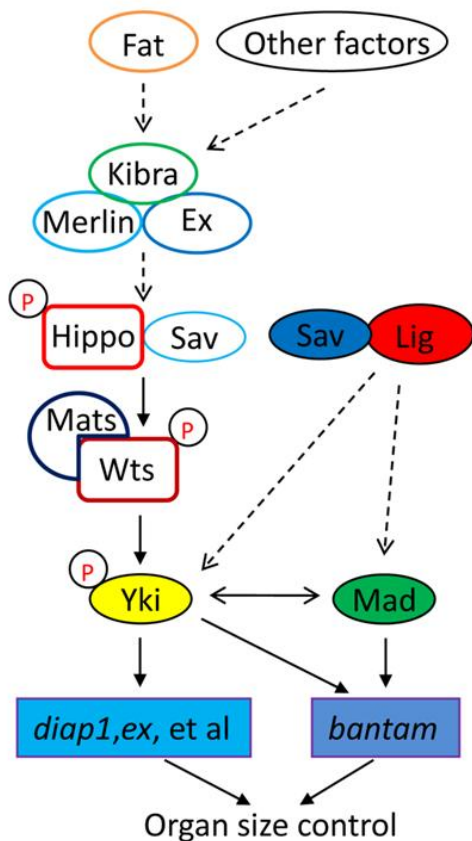 Fat
Other factors
Kibra
Merlin
Ex
P
Hippo
Sav
Sav
Lig
Mats
P
Wts
P
Yki
Mad
diap1,ex, et al
bantam
Organ size control